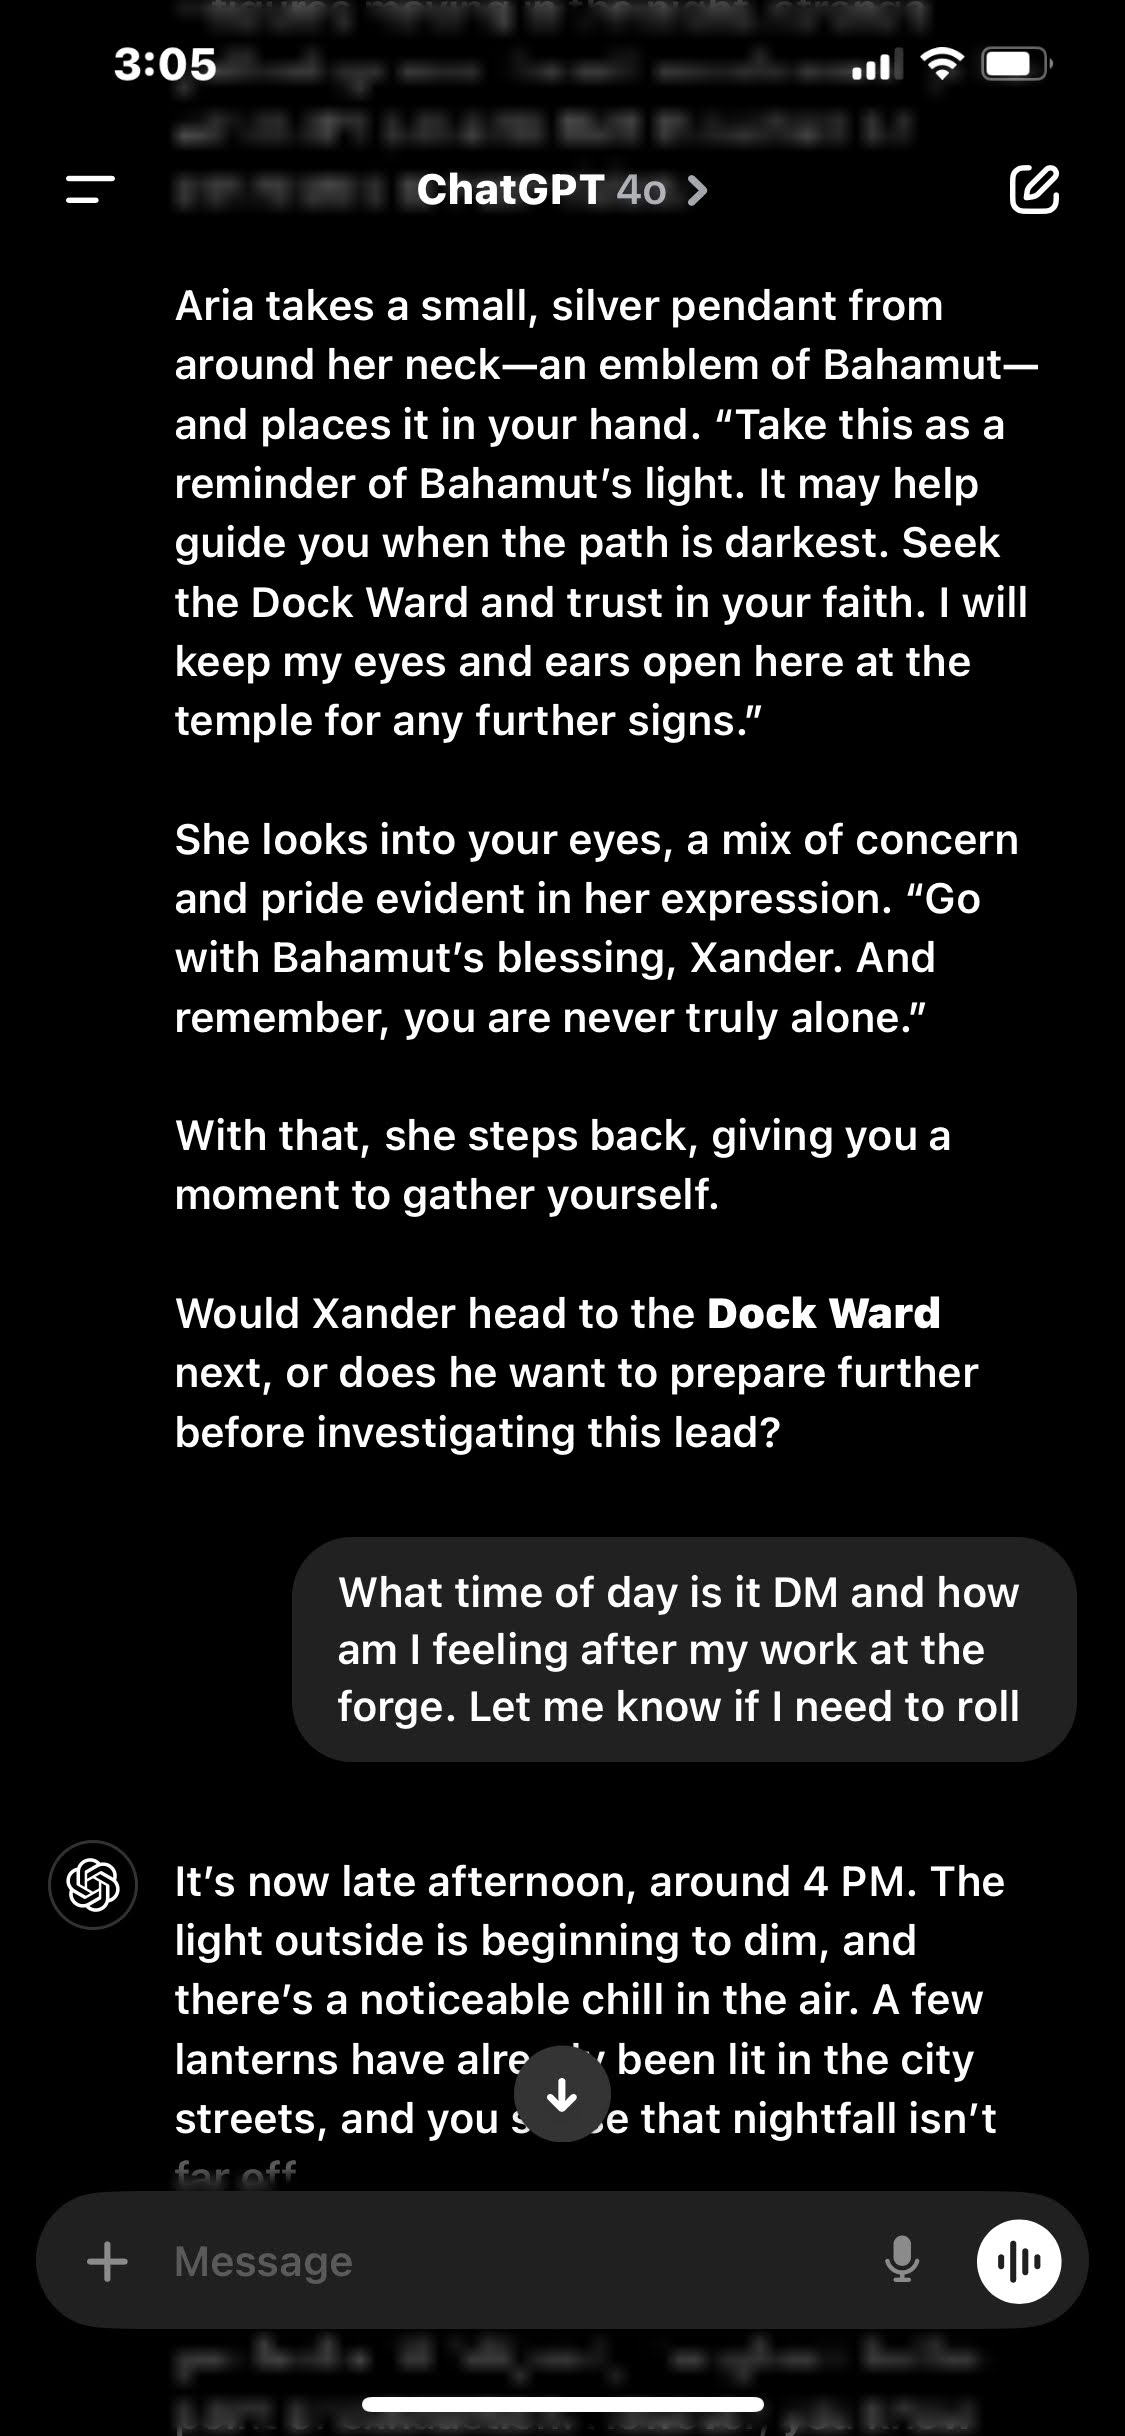 3:05
ChatGPT 4o >
Aria takes a small, silver pendant from
around her neck—an emblem of Bahamut—
and places it in your hand. “Take this as a
reminder of Bahamut’s light. It may help
guide you when the path is darkest. Seek
the Dock Ward and trust in your faith. I will
keep my eyes and ears open here at the
temple for any further signs.”
She looks into your eyes, a mix of concern
and pride evident in her expression. “Go
with Bahamut’s blessing, Xander. And
remember, you are never truly alone.”
With that, she steps back, giving you a
moment to gather yourself.
Would Xander head to the Dock Ward
next, or does he want to prepare further
before investigating this lead?
What time of day is it DM and how
am I feeling after my work at the
forge. Let me know if I need to roll
It’s now late afternoon, around 4 PM. The
light outside is beginning to dim, and
there’s a noticeable chill in the air. A few
lanterns have already been lit in the city
streets, and you sense that nightfall isn’t
far off
Message